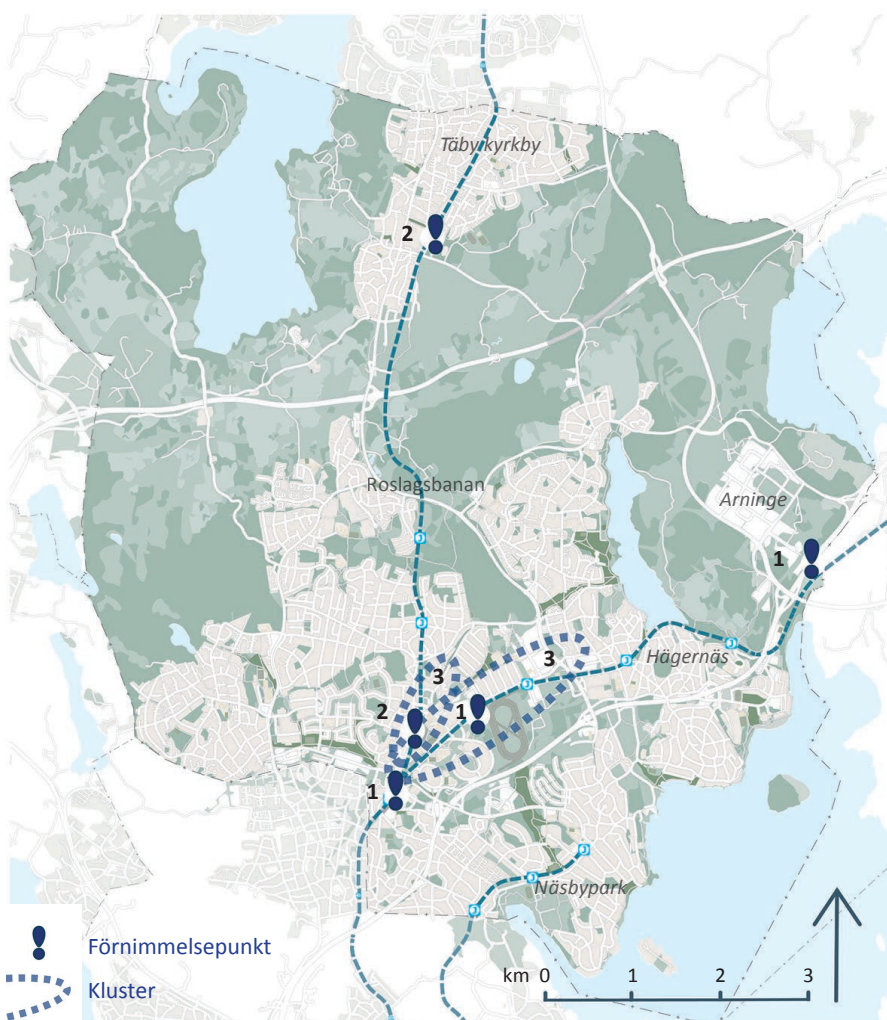 Täby kyrkby
2
Roslagsbanan
Arninge
1
Hägernäs
3
3
2
1
1
Näsbypark
Förnimmelsepunkt
Kluster
km 0 1 2 3